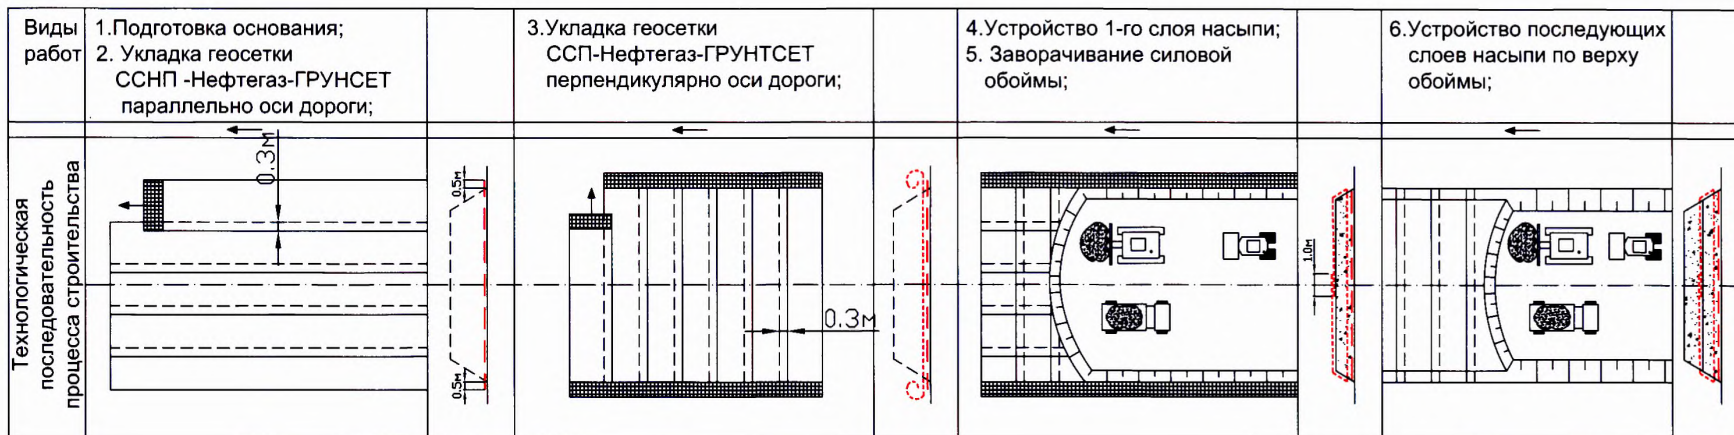 Виды
работ
1.Подготовка основания;
2. Укладка геосетки
ССНП -Нефтегаз-ГРУНСЕТ
параллельно оси дороги;
3.Укладка геосетки
ССП-Нефтегаз-ГРУНТСЕТ
перпендикулярно оси дороги;
4.Устройство 1-го слоя насыпи;
5. Заворачивание силовой
обоймы;
6.Устройство последующих
слоев насыпи по верху
обоймы;
Технологическая
последовательность
процесса строительства
0.3м
0.5м
0.5м
0.3м
1.0м